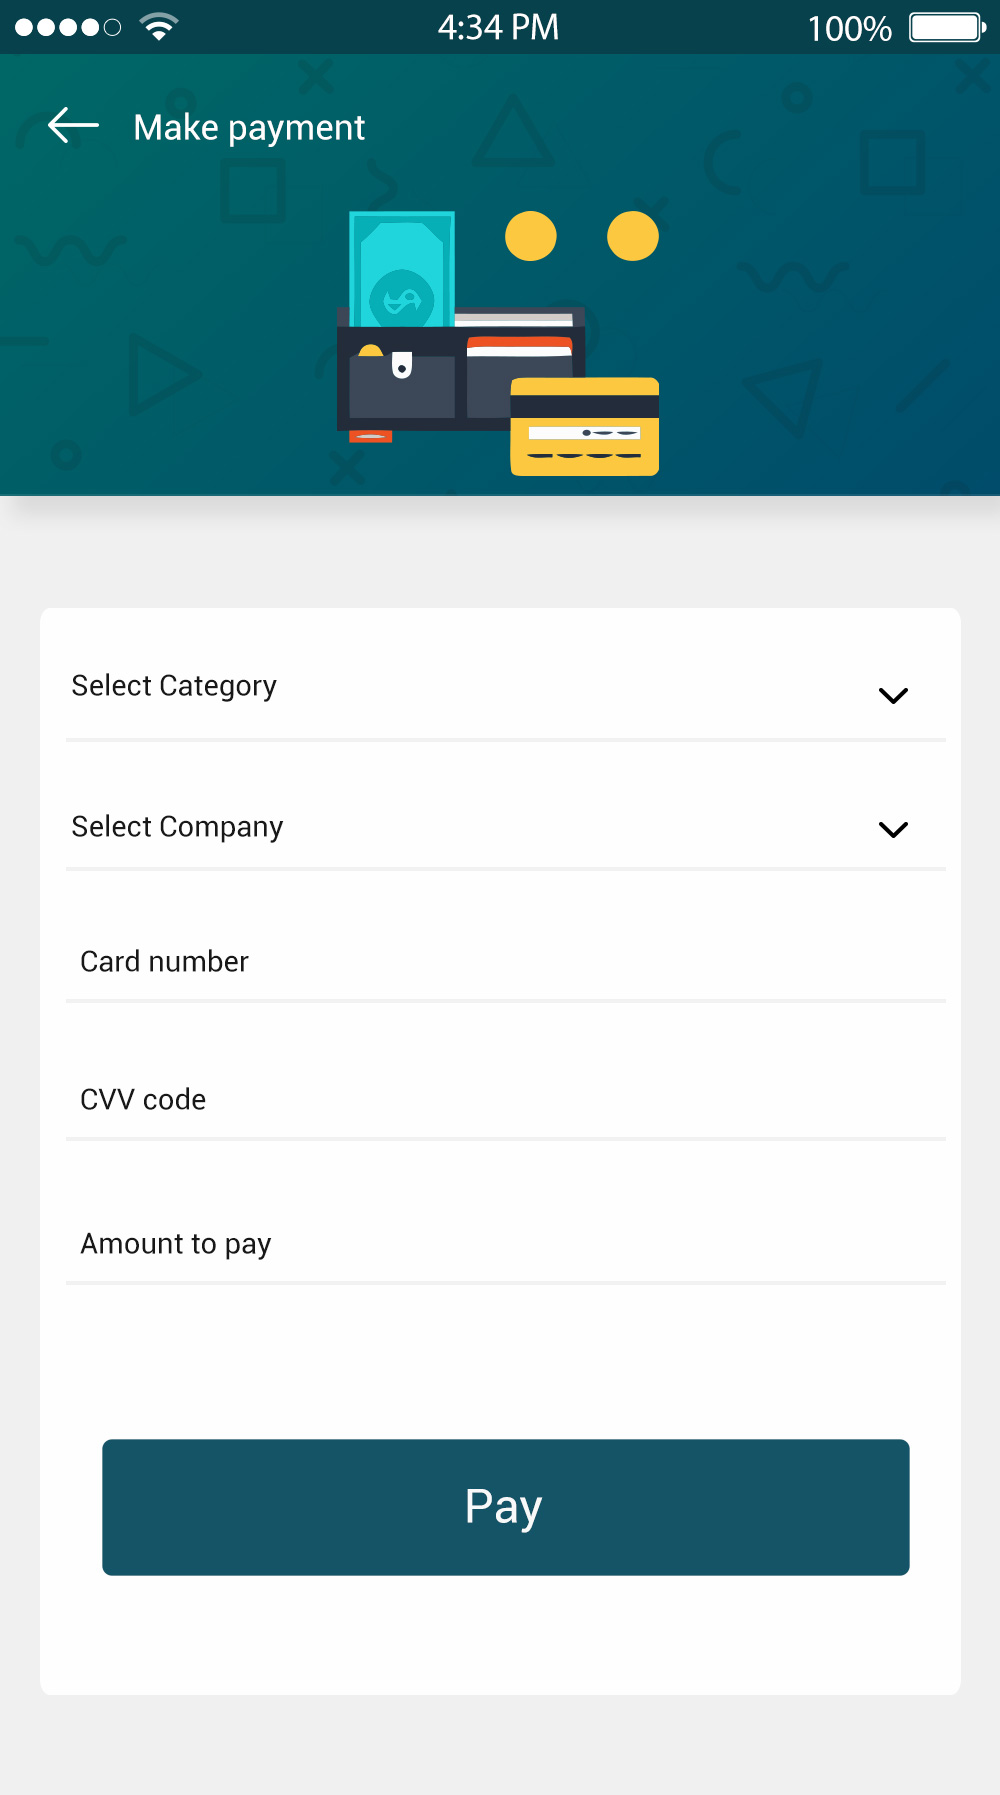 4:34 PM 100%
Make payment
Select Category
Select Company
Card number
CVV code
Amount to pay
Pay